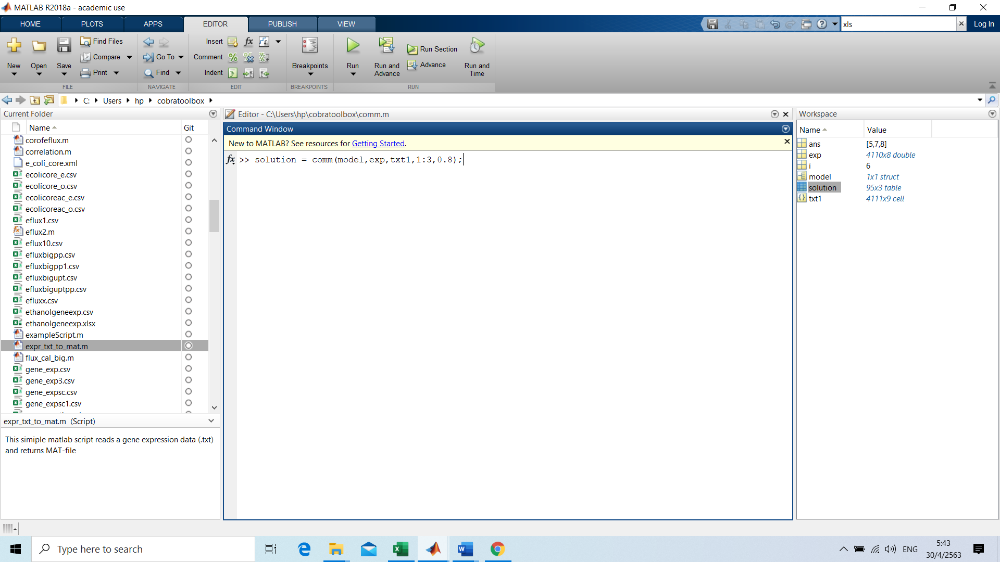 MATLAB R2018a - academic use
HOME PLOTS APPS EDITOR PUBLISH VIEW xls Log In
New Open Save Find Files Compare Print
FILE
Go To Find
NAVIGATE
Insert fx
Comment
Indent
EDIT
Breakpoints
BREAKPOINTS
Run Run and Advance Run Section Advance Run and Time
RUN
C: Users hp cobratoolbox
Current Folder
Name Git
corofeflux.m
correlation.m
e_coli_core.xml
ecolicore_e.csv
ecolicore_o.csv
ecolicoreac_e.csv
ecolicoreac_o.csv
eflux1.csv
eflux2.m
eflux10.csv
efluxbigpp.csv
efluxbigpp1.csv
efluxbigupt.csv
efluxbiguptpp.csv
efluxx.csv
ethanolgeneexp.csv
ethanolgeneexp.xlsx
exampleScript.m
expr_txt_to_mat.m
flux_cal_big.m
gene_exp.csv
gene_exp3.csv
gene_expsc.csv
gene_expsc1.csv
expr_txt_to_mat.m (Script)
This simiple matlab script reads a gene expression data (.txt)
and returns MAT-file
Editor - C:\Users\hp\cobratoolbox\comm.m
Command Window
New to MATLAB? See resources for Getting Started.
fx >> solution = comm(model,exp,txt1,1:3,0.8);
Workspace
Name Value
ans [5,7,8]
exp 4110x8 double
i 6
model 1x1 struct
solution 95x3 table
txt1 4111x9 cell
Type here to search
ENG
5:43
30/4/2563